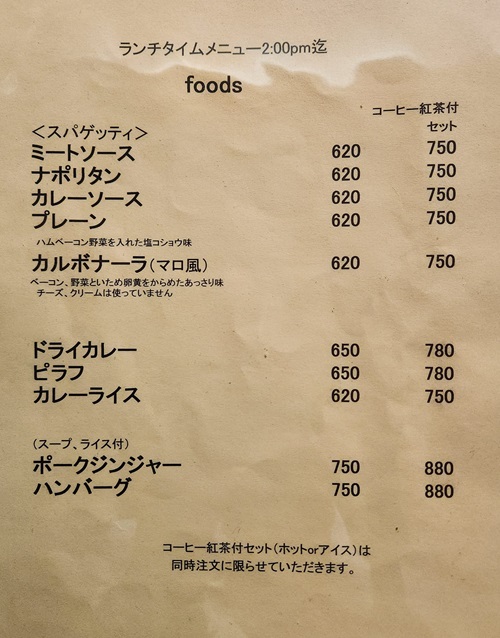 ランチタイムメニュー2:00pm迄
foods
コーヒー紅茶付
セット
＜スパゲッティ＞
ミートソース 620 750
ナポリタン 620 750
カレーソース 620 750
プレーン 620 750
ハムベーコン野菜を入れた塩コショウ味
カルボナーラ(マロ風) 620 750
ベーコン、野菜といため卵黄をからめたあっさり味
チーズ、クリームは使っていません
ドライカレー 650 780
ピラフ 650 780
カレーライス 620 750
(スープ、ライス付)
ポークジンジャー 750 880
ハンバーグ 750 880
コーヒー紅茶付セット(ホットorアイス)は
同時注文に限らせていただきます。